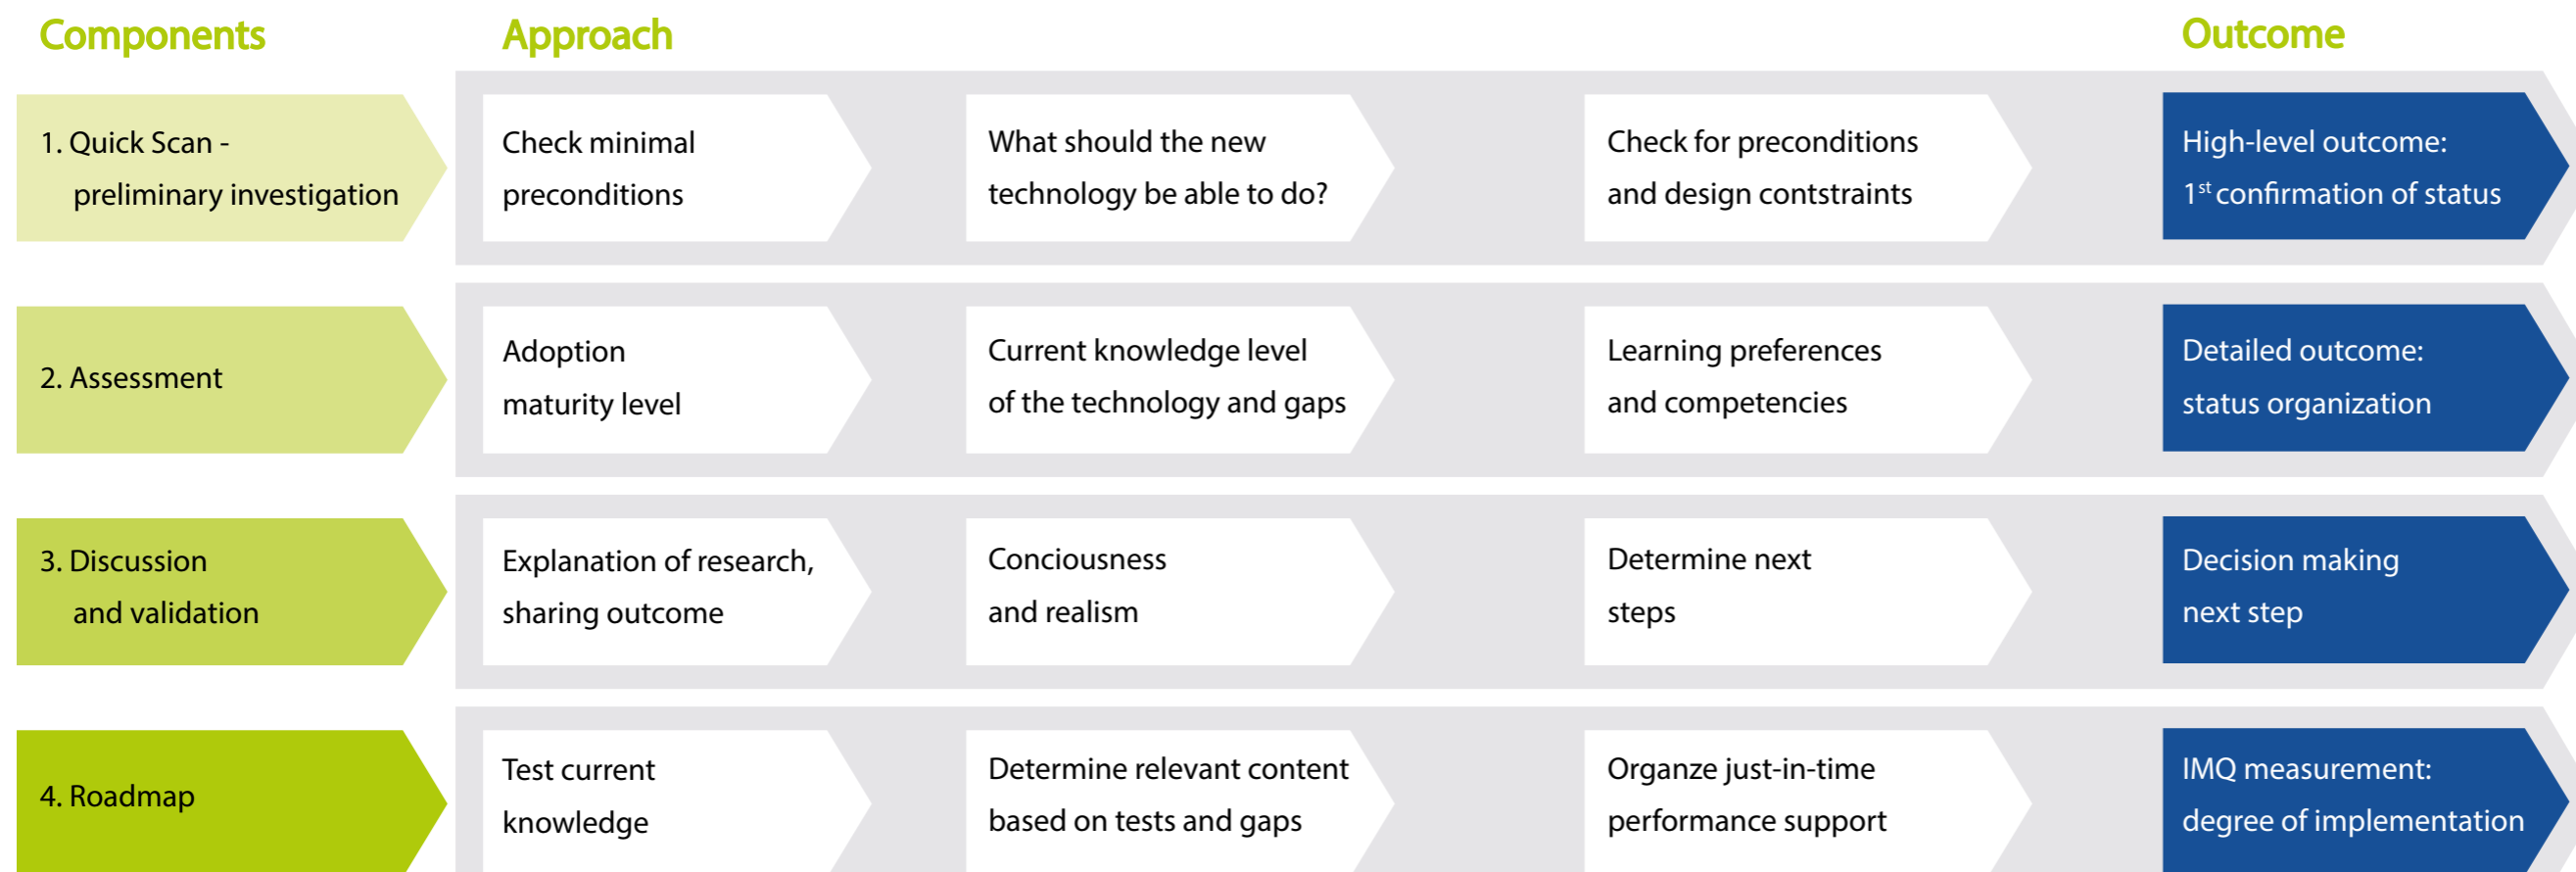 Components
Approach
Outcome
1. Quick Scan -
preliminary investigation
Check minimal
preconditions
What should the new
technology be able to do?
Check for preconditions
and design contstraints
High-level outcome:
1st confirmation of status
2. Assessment
Adoption
maturity level
Current knowledge level
of the technology and gaps
Learning preferences
and competencies
Detailed outcome:
status organization
3. Discussion
and validation
Explanation of research,
sharing outcome
Conciousness
and realism
Determine next
steps
Decision making
next step
4. Roadmap
Test current
knowledge
Determine relevant content
based on tests and gaps
Organze just-in-time
performance support
IMQ measurement:
degree of implementation